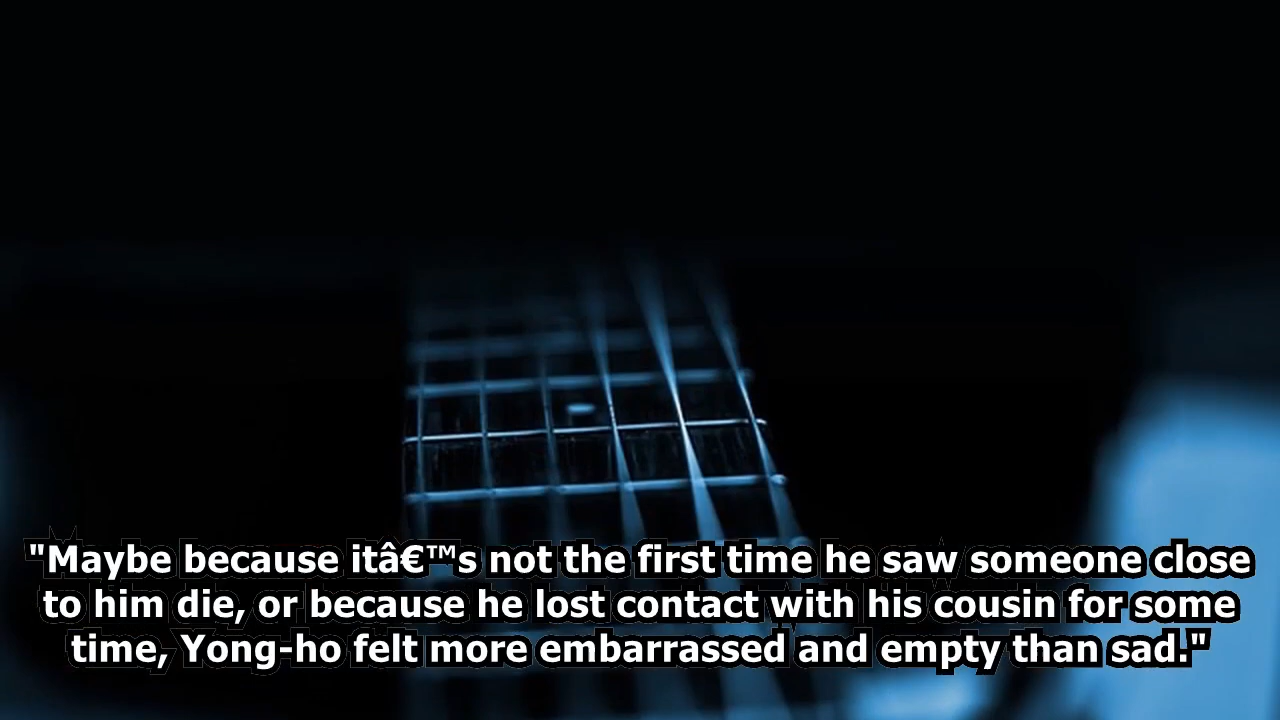 "Maybe because itâ€™s not the first time he saw someone close
to him die, or because he lost contact with his cousin for some
time, Yong-ho felt more embarrassed and empty than sad."